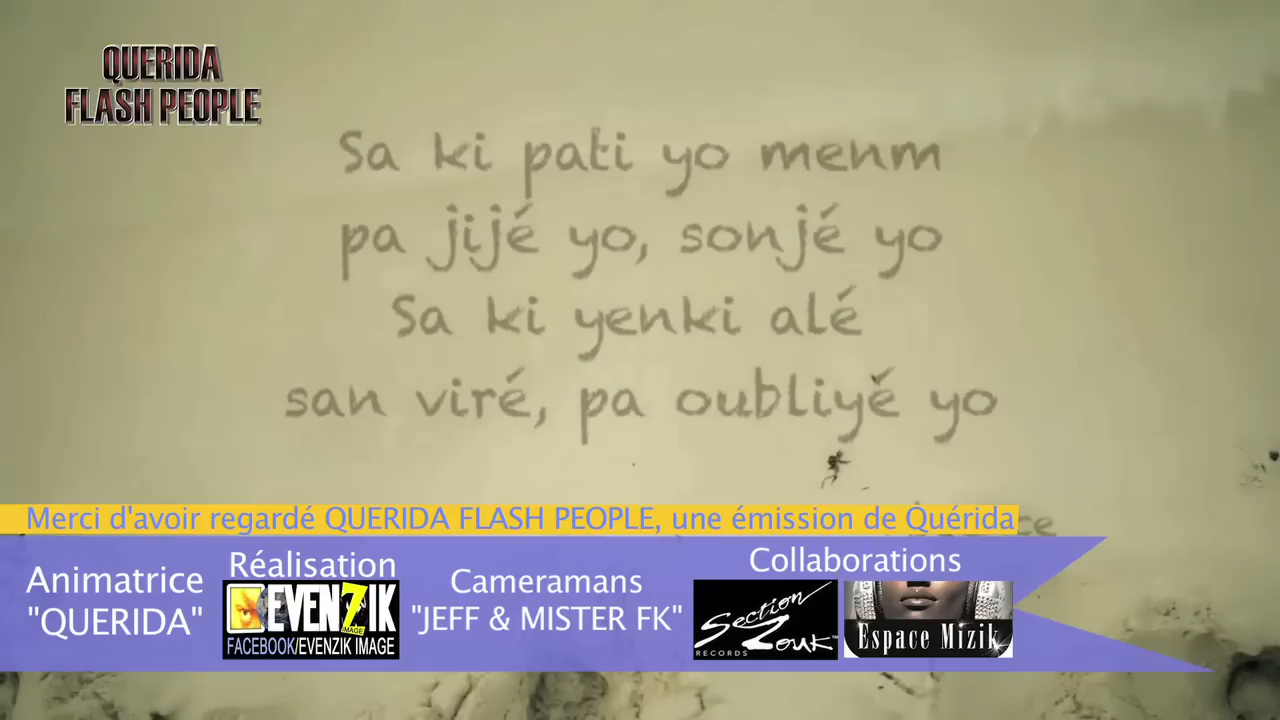 QUERIDA
FLASH PEOPLE
Sa ki pati yo menm
pa jijé yo, sonjé yo
Sa ki yenki alé
san viré, pa oubliyé yo
Merci d'avoir regardé QUERIDA FLASH PEOPLE, une émission de Quérida
Animatrice
"QUERIDA"
Réalisation
EVENZIK
IMAGE
FACEBOOK/EVENZIK IMAGE
Cameramans
"JEFF & MISTER FK"
Collaborations
Section
Zouk™
RECORDS
Espace Mizik